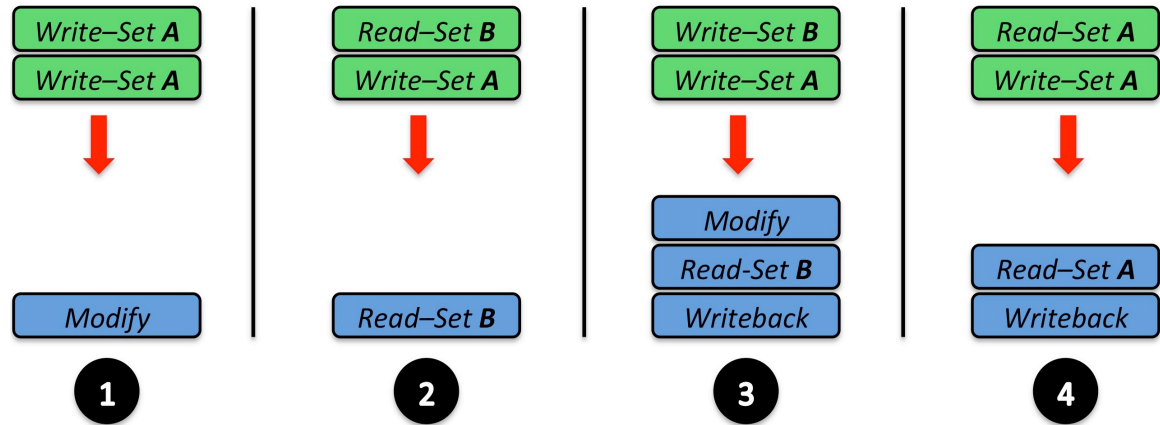 Write–Set A
Write–Set A
Modify
1
Read–Set B
Write–Set A
Read–Set B
2
Write–Set B
Write–Set A
Modify
Read-Set B
Writeback
3
Read–Set A
Write–Set A
Read–Set A
Writeback
4